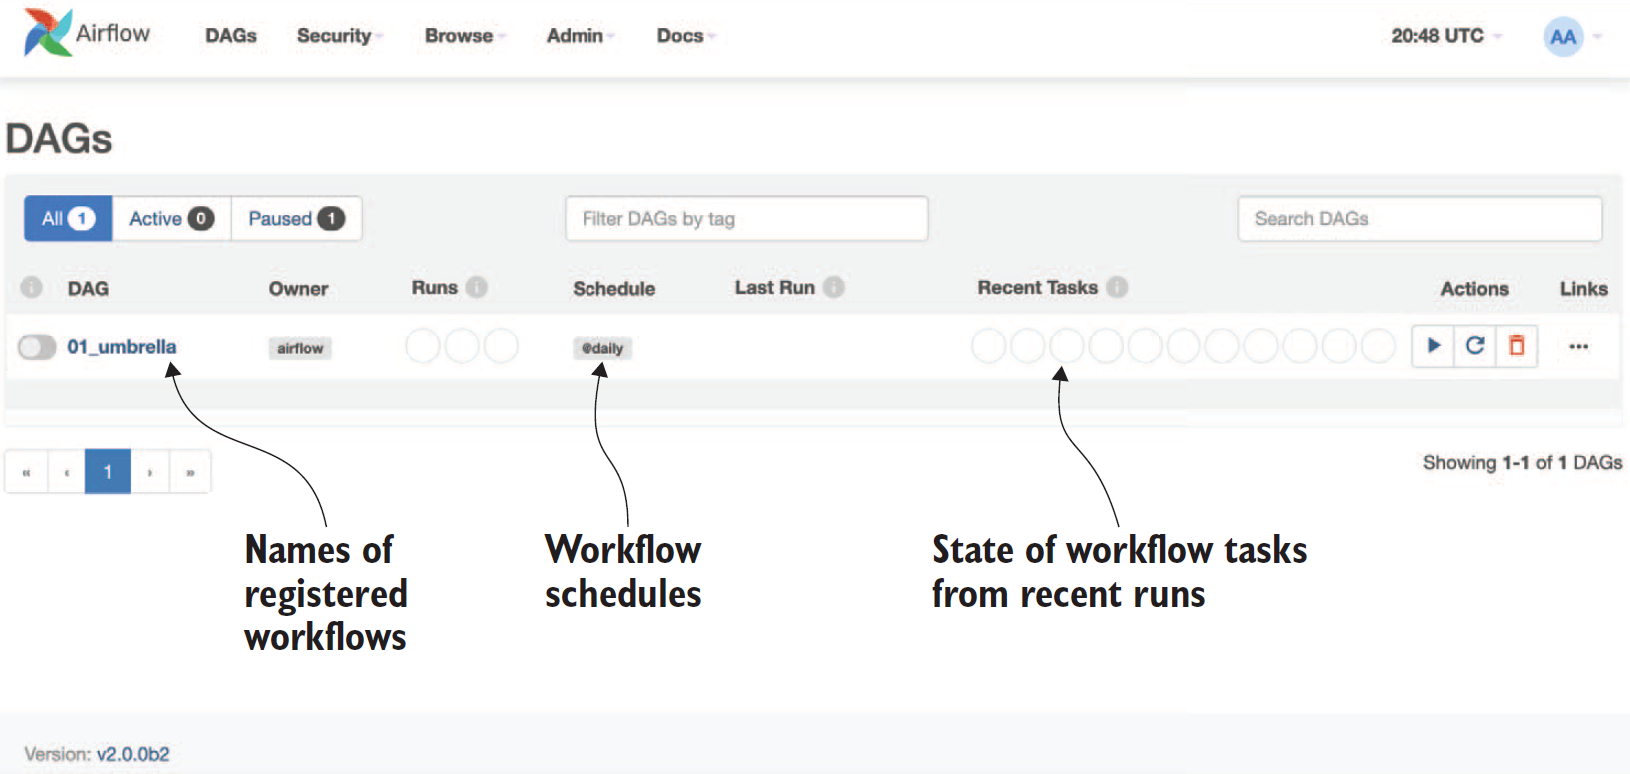 Airflow DAGs Security Browse Admin Docs 20:48 UTC AA
DAGs
All 1 Active 0 Paused 1 Filter DAGs by tag Search DAGs
i DAG Owner Runs i Schedule Last Run i Recent Tasks i Actions Links
01_umbrella airflow @daily ...
« ‹ 1 › » Showing 1-1 of 1 DAGs
Names of
registered
workflows
Workflow
schedules
State of workflow tasks
from recent runs
Version: v2.0.0b2